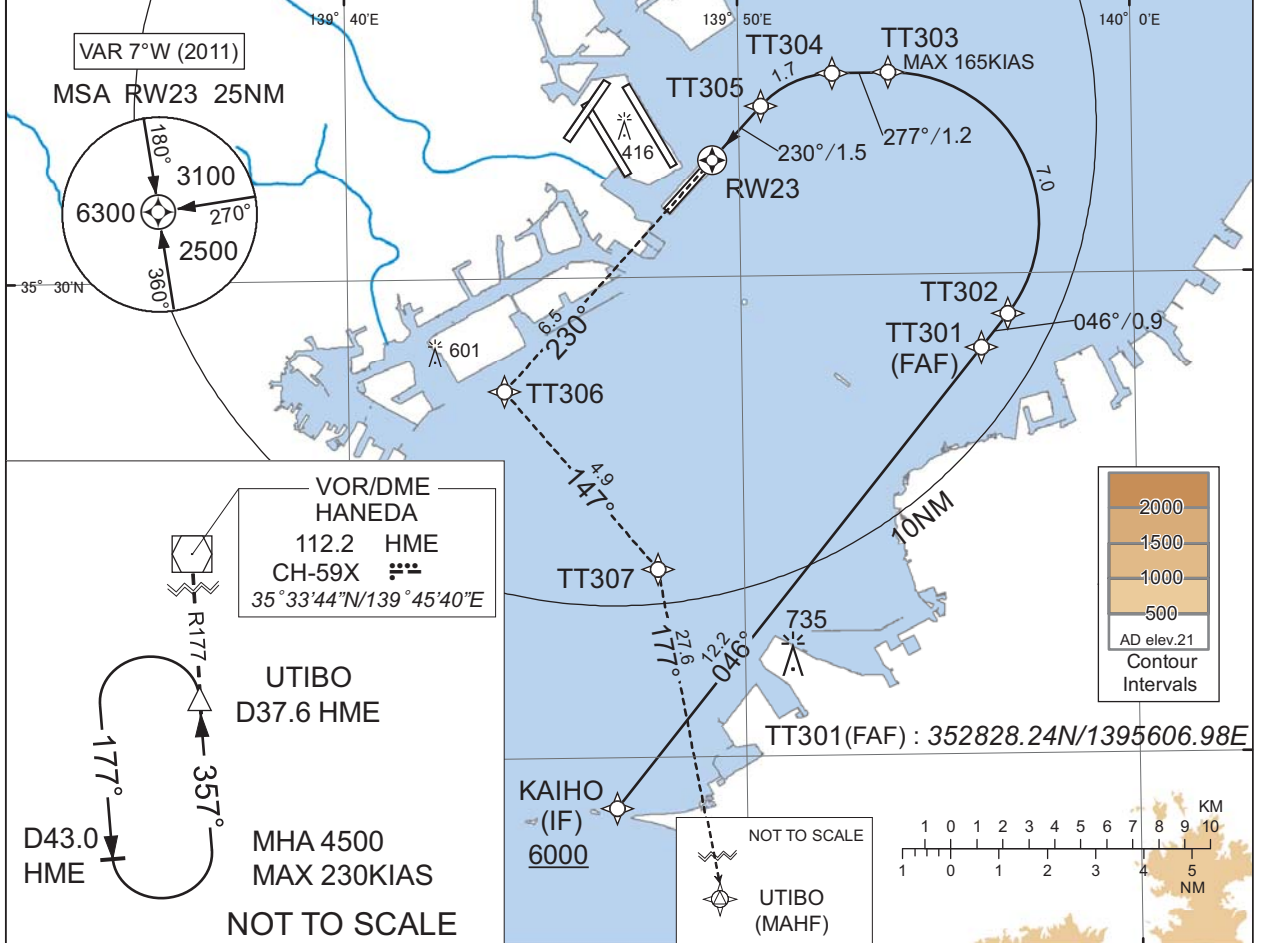 139° 40'E
139° 50'E
140° 0'E
VAR 7°W (2011)
MSA RW23 25NM
180°
3100
6300
270°
2500
360°
35° 30'N
TT304
TT303
MAX 165KIAS
TT305
1.7
416
230°/1.5
277°/1.2
RW23
7.0
TT302
046°/0.9
TT301
(FAF)
601
6.5
230°
TT306
4.9
147°
10NM
TT307
27.6
177°
12.2
046°
735
VOR/DME
HANEDA
112.2 HME
CH-59X
35°33'44"N/139°45'40"E
R177
UTIBO
D37.6 HME
177°
357°
D43.0
HME
MHA 4500
MAX 230KIAS
NOT TO SCALE
2000
1500
1000
500
AD elev.21
Contour
Intervals
TT301(FAF) : 352828.24N/1395606.98E
KAIHO
(IF)
6000
NOT TO SCALE
UTIBO
(MAHF)
KM
1 0 1 2 3 4 5 6 7 8 9 10
1 0 1 2 3 4 5
NM